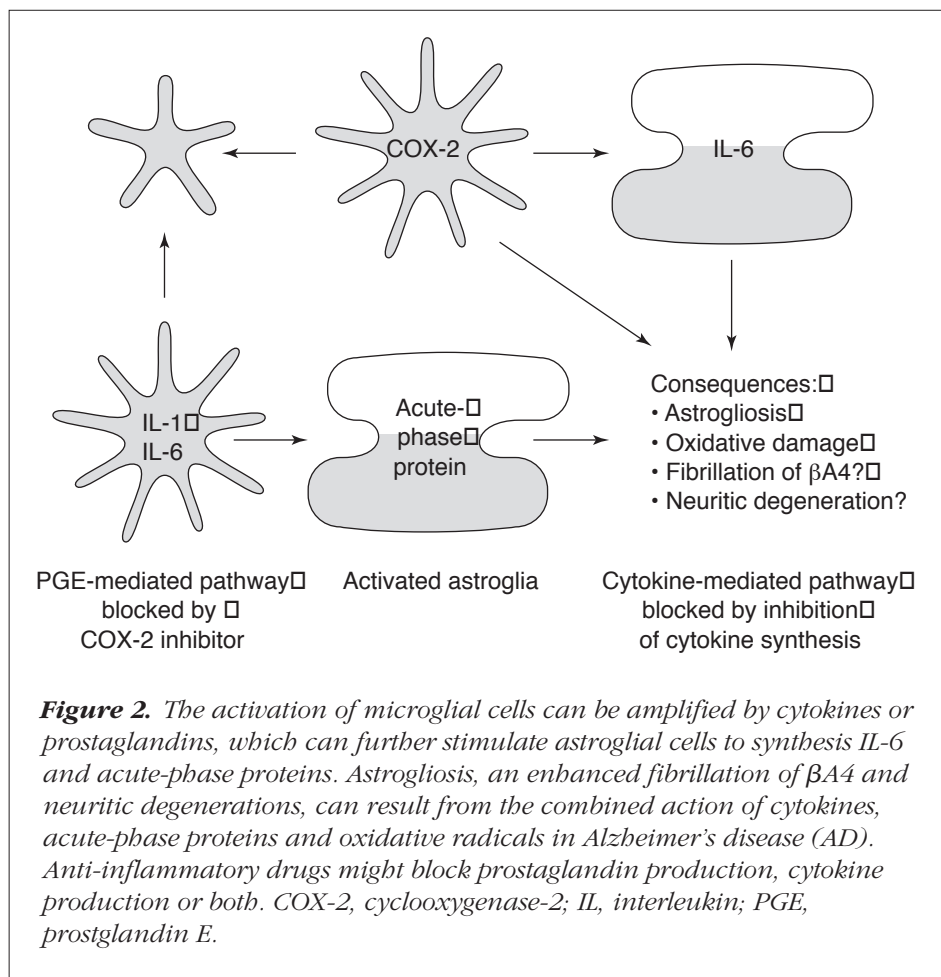 COX-2
IL-6
IL-1□
IL-6
Acute-□
phase□
protein
Consequences:□
• Astrogliosis□
• Oxidative damage□
• Fibrillation of βA4?□
• Neuritic degeneration?
PGE-mediated pathway□
blocked by □
COX-2 inhibitor
Activated astroglia
Cytokine-mediated pathway□
blocked by inhibition□
of cytokine synthesis
Figure 2. The activation of microglial cells can be amplified by cytokines or
prostaglandins, which can further stimulate astroglial cells to synthesis IL-6
and acute-phase proteins. Astrogliosis, an enhanced fibrillation of βA4 and
neuritic degenerations, can result from the combined action of cytokines,
acute-phase proteins and oxidative radicals in Alzheimer's disease (AD).
Anti-inflammatory drugs might block prostaglandin production, cytokine
production or both. COX-2, cyclooxygenase-2; IL, interleukin; PGE,
prostglandin E.